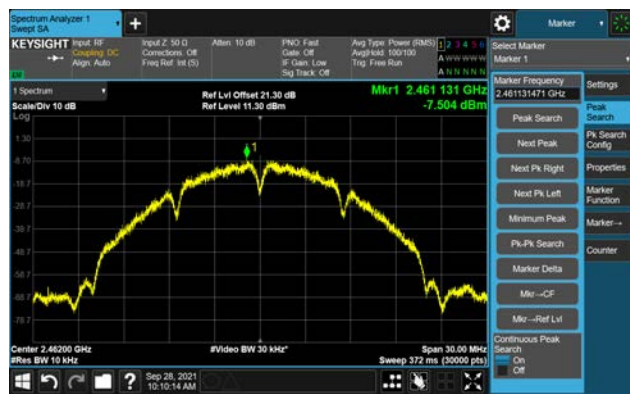 Spectrum Analyzer 1
Swept SA
Marker
KEYSIGHT
Input: RF
Coupling: DC
Align: Auto
Input Z: 50 Ω
Corrections: Off
Freq Ref: Int (S)
Atten: 10 dB
PNO: Fast
Gate: Off
IF Gain: Low
Sig Track: Off
Avg Type: Power (RMS)
Avg|Hold: 100/100
Trig: Free Run
1 2 3 4 5 6
A W W W W W
A N N N N N
Select Marker
Marker 1
1 Spectrum
Scale/Div 10 dB
Log
Ref Lvl Offset 21.30 dB
Ref Level 11.30 dBm
Mkr1 2.461 131 GHz
-7.504 dBm
1.30
-8.70
-18.7
-28.7
-38.7
-48.7
-58.7
-68.7
-78.7
1
Center 2.46200 GHz
#Res BW 10 kHz
#Video BW 30 kHz*
Span 30.00 MHz
Sweep 372 ms (30000 pts)
Marker Frequency
2.461131471 GHz
Peak Search
Next Peak
Next Pk Right
Next Pk Left
Minimum Peak
Pk-Pk Search
Marker Delta
Mkr→CF
Mkr→Ref Lvl
Continuous Peak
Search
On
Off
Settings
Peak
Search
Pk Search
Config
Properties
Marker
Function
Marker→
Counter
?
Sep 28, 2021
10:10:14 AM